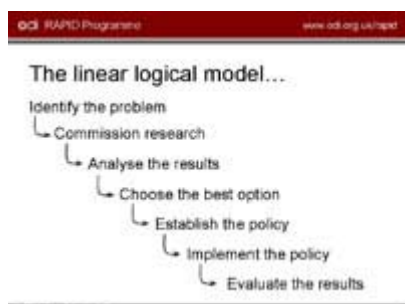 odi RAPID Programme
www.odi.org.uk/rapid
The linear logical model…
Identify the problem
Commission research
Analyse the results
Choose the best option
Establish the policy
Implement the policy
Evaluate the results